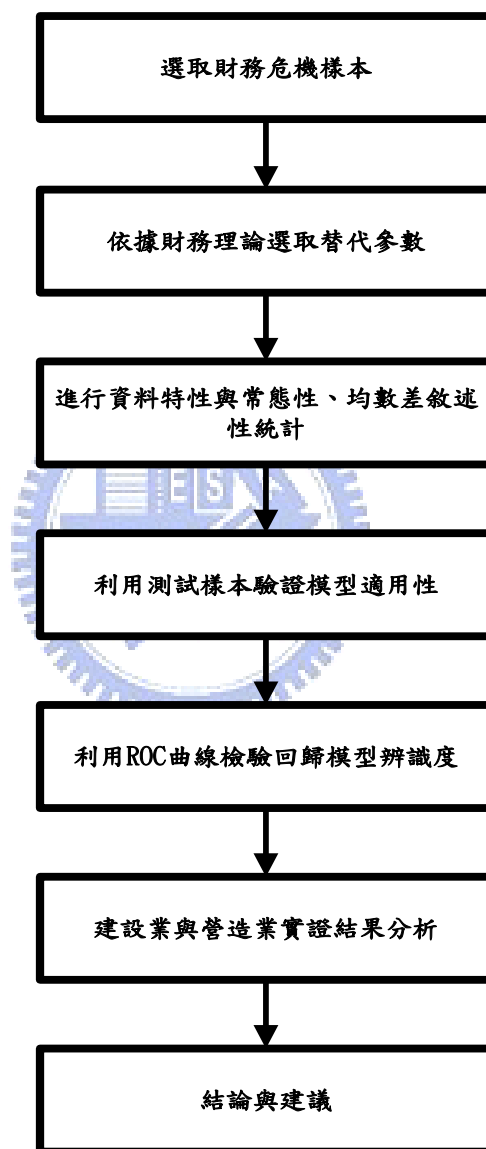 選取財務危機樣本
依據財務理論選取替代參數
進行資料特性與常態性、均數差敘述
性統計
利用測試樣本驗證模型適用性
利用ROC曲線檢驗回歸模型辨識度
建設業與營造業實證結果分析
結論與建議
ES